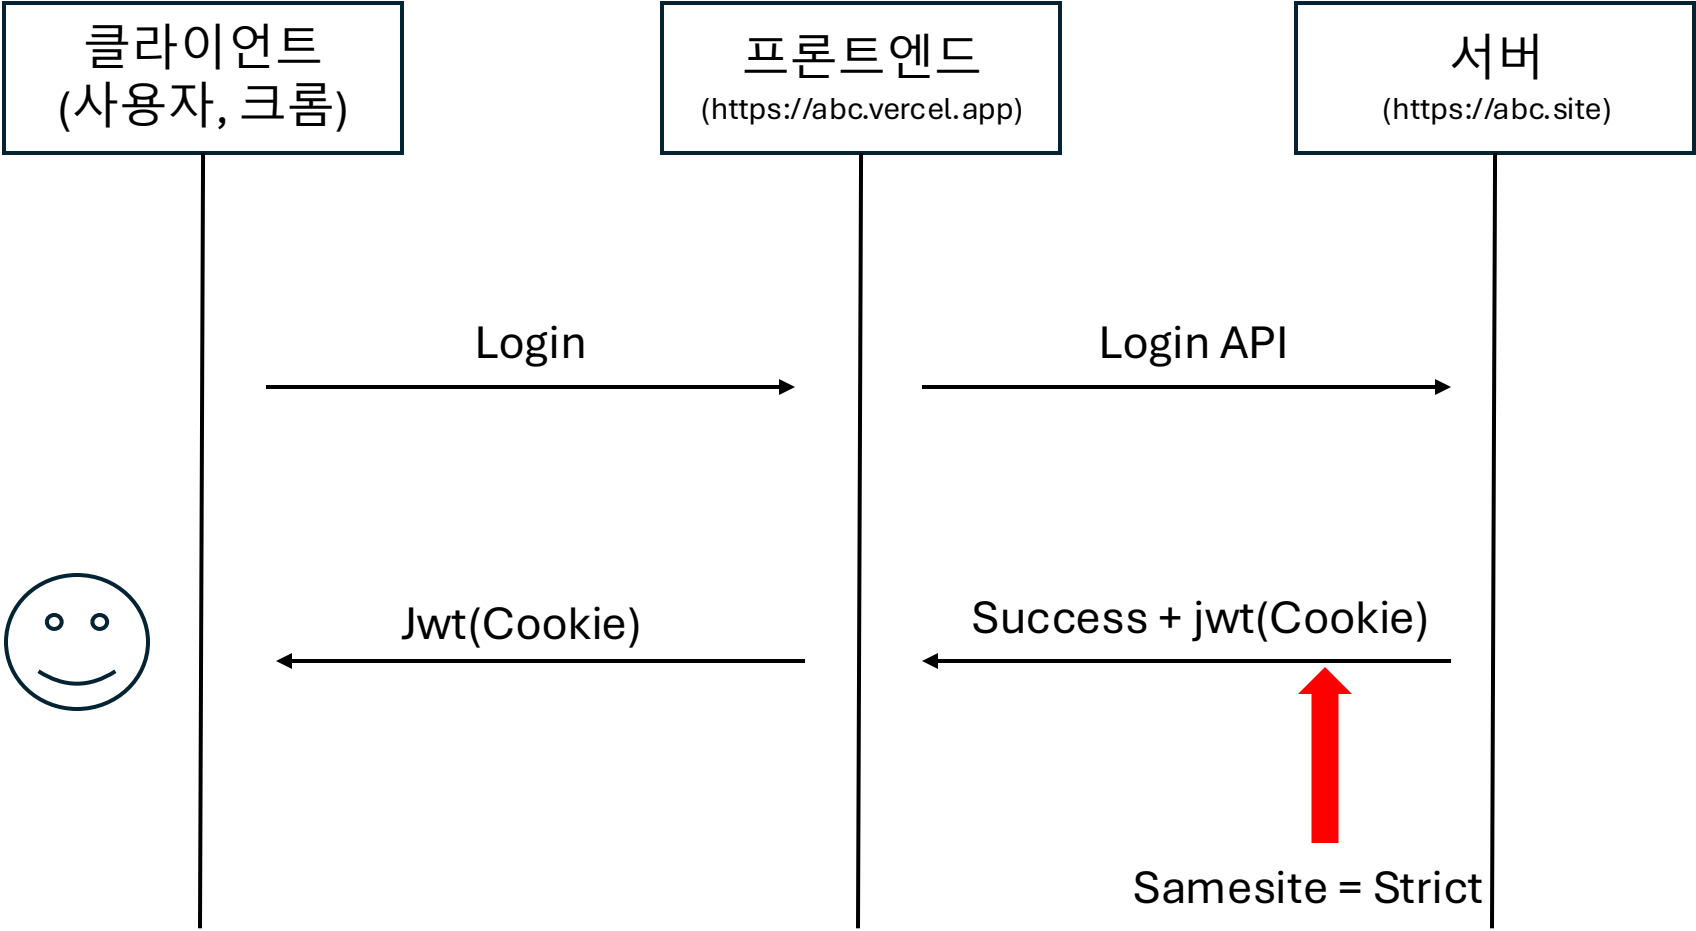 클라이언트
(사용자, 크롬)
프론트엔드
(https://abc.vercel.app)
서버
(https://abc.site)
Login
Login API
Jwt(Cookie)
Success + jwt(Cookie)
Samesite = Strict